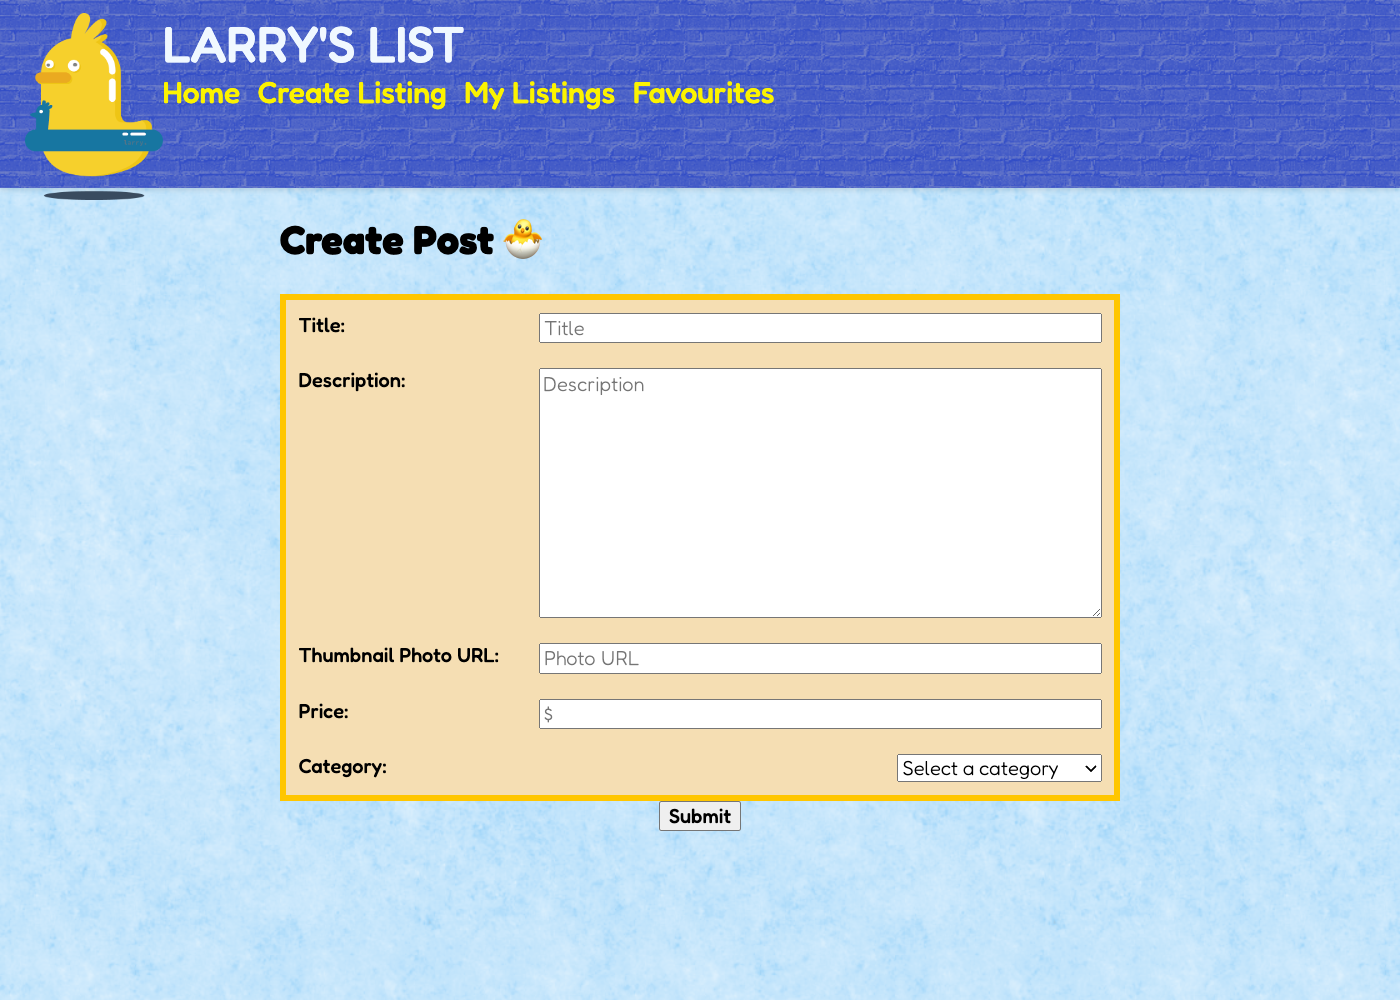 LARRY'S LIST
Home Create Listing My Listings Favourites
Create Post 🐣
Title: Title
Description: Description
Thumbnail Photo URL: Photo URL
Price: $
Category: Select a category
Submit